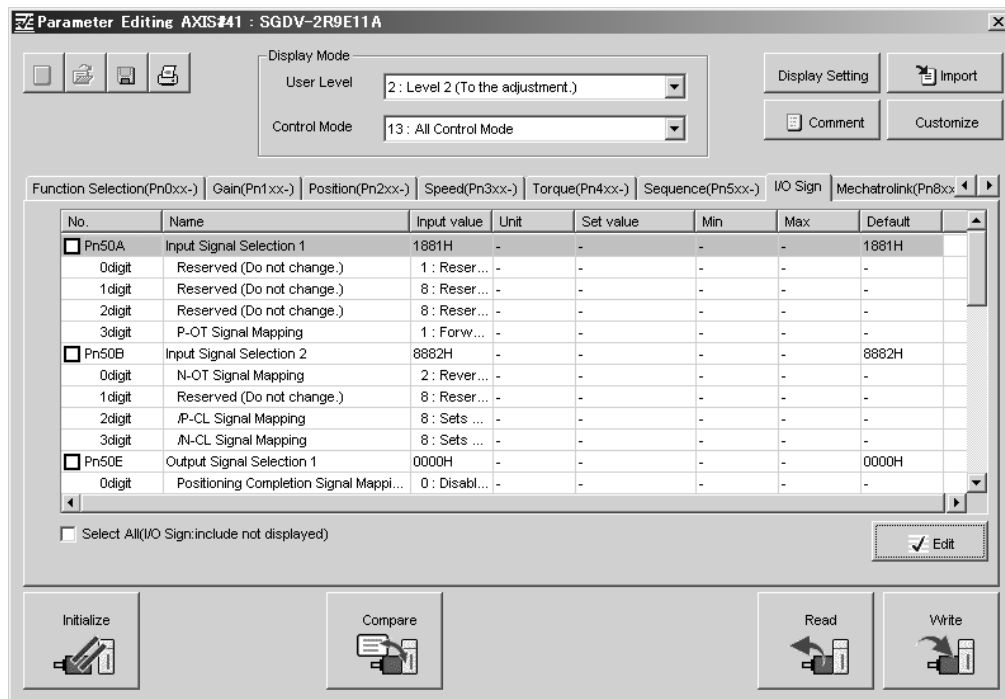 Parameter Editing AXIS#41 : SGDV-2R9E11A
Display Mode
User Level 2 : Level 2 (To the adjustment.)
Control Mode 13 : All Control Mode
Display Setting Import
Comment Customize
Function Selection(Pn0xx-) Gain(Pn1xx-) Position(Pn2xx-) Speed(Pn3xx-) Torque(Pn4xx-) Sequence(Pn5xx-) I/O Sign Mechatrolink(Pn8xx
No. Name Input value Unit Set value Min Max Default
Pn50A Input Signal Selection 1 1881H - - - - 1881H
0digit Reserved (Do not change.) 1 : Reser... - - - - -
1digit Reserved (Do not change.) 8 : Reser... - - - - -
2digit Reserved (Do not change.) 8 : Reser... - - - - -
3digit P-OT Signal Mapping 1 : Forw... - - - - -
Pn50B Input Signal Selection 2 8882H - - - - 8882H
0digit N-OT Signal Mapping 2 : Rever... - - - - -
1digit Reserved (Do not change.) 8 : Reser... - - - - -
2digit /P-CL Signal Mapping 8 : Sets ... - - - - -
3digit /N-CL Signal Mapping 8 : Sets ... - - - - -
Pn50E Output Signal Selection 1 0000H - - - - 0000H
0digit Positioning Completion Signal Mappi... 0 : Disabl... - - - - -
Select All(I/O Sign:include not displayed)
Edit
Initialize Compare Read Write